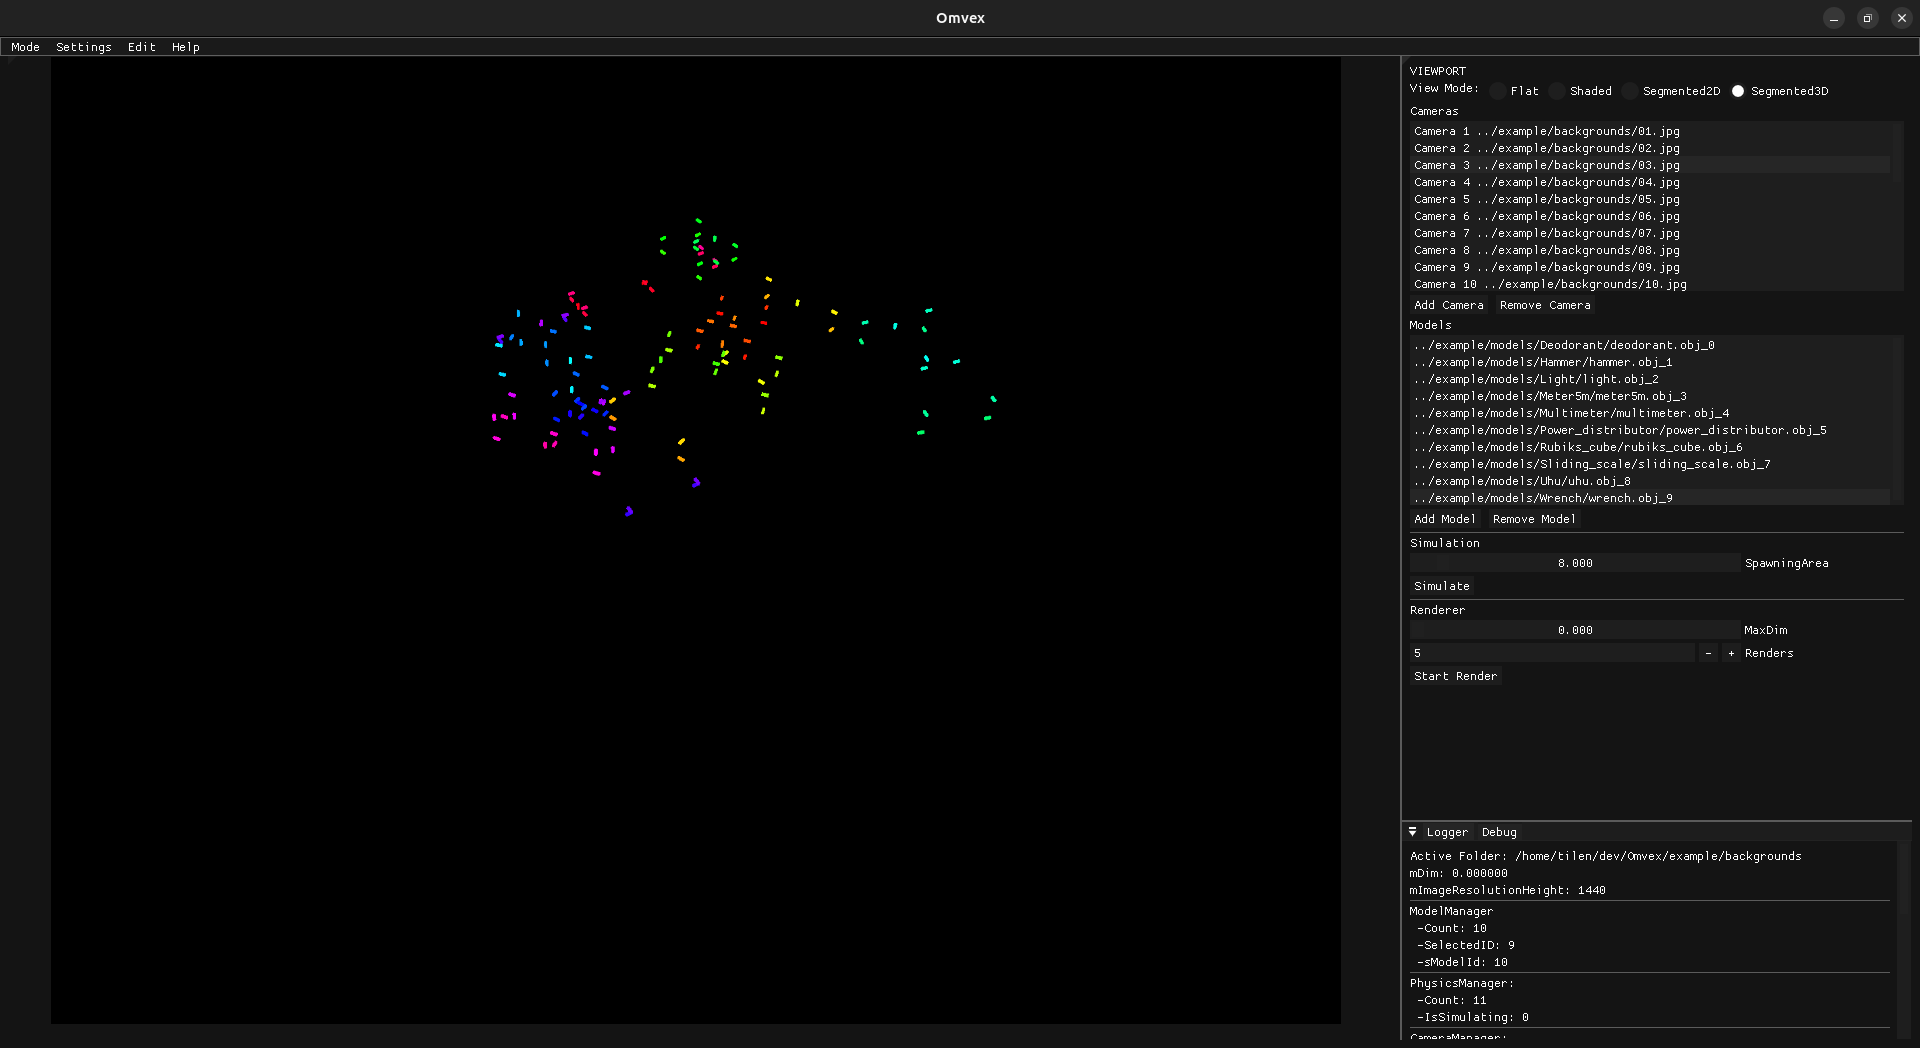 Omvex
Mode Settings Edit Help
VIEWPORT
View Mode: Flat Shaded Segmented2D Segmented3D
Cameras
Camera 1 ../example/backgrounds/01.jpg
Camera 2 ../example/backgrounds/02.jpg
Camera 3 ../example/backgrounds/03.jpg
Camera 4 ../example/backgrounds/04.jpg
Camera 5 ../example/backgrounds/05.jpg
Camera 6 ../example/backgrounds/06.jpg
Camera 7 ../example/backgrounds/07.jpg
Camera 8 ../example/backgrounds/08.jpg
Camera 9 ../example/backgrounds/09.jpg
Camera 10 ../example/backgrounds/10.jpg
Add Camera Remove Camera
Models
../example/models/Deodorant/deodorant.obj_0
../example/models/Hammer/hammer.obj_1
../example/models/Light/light.obj_2
../example/models/Meter5m/meter5m.obj_3
../example/models/Multimeter/multimeter.obj_4
../example/models/Power_distributor/power_distributor.obj_5
../example/models/Rubiks_cube/rubiks_cube.obj_6
../example/models/Sliding_scale/sliding_scale.obj_7
../example/models/Uhu/uhu.obj_8
../example/models/Wrench/wrench.obj_9
Add Model Remove Model
Simulation
8.000 SpawningArea
Simulate
Renderer
0.000 MaxDim
5 - + Renders
Start Render
Logger Debug
Active Folder: /home/tilen/dev/Omvex/example/backgrounds
mDim: 0.000000
mImageResolutionHeight: 1440
ModelManager
-Count: 10
-SelectedID: 9
-sModelId: 10
PhysicsManager:
-Count: 11
-IsSimulating: 0
CameraManager: